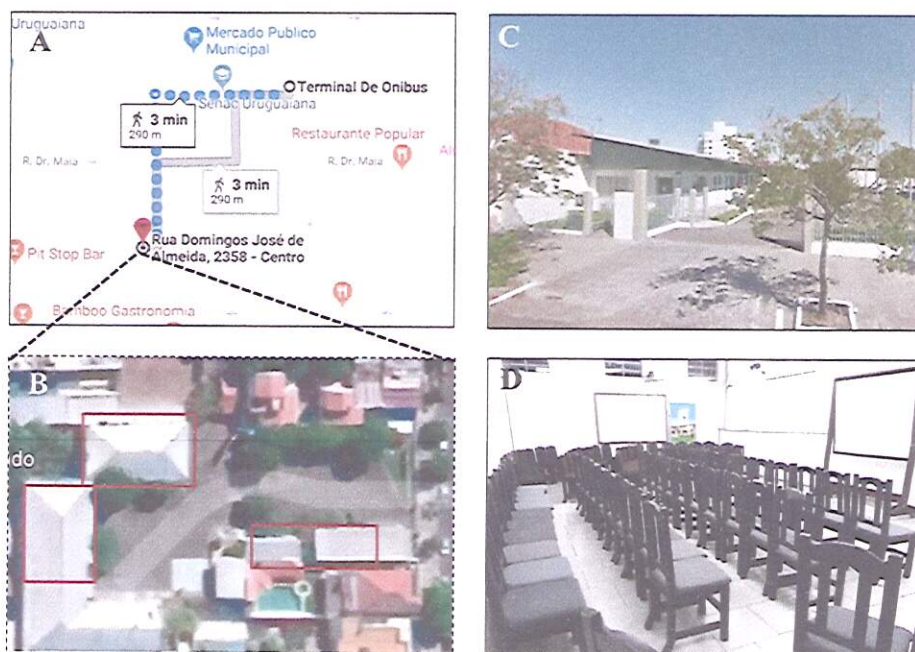 A
Uruguaiana
Mercado Publico
Municipal
Terminal De Onibus
Senac Uruguaiana
3 min
290 m
Restaurante Popular
R. Dr. Maia
R. Dr. Maia
3 min
290 m
Rua Domingos José de
Almeida, 2358 - Centro
Pit Stop Bar
Bamboo Gastronomia
B
do
C
D